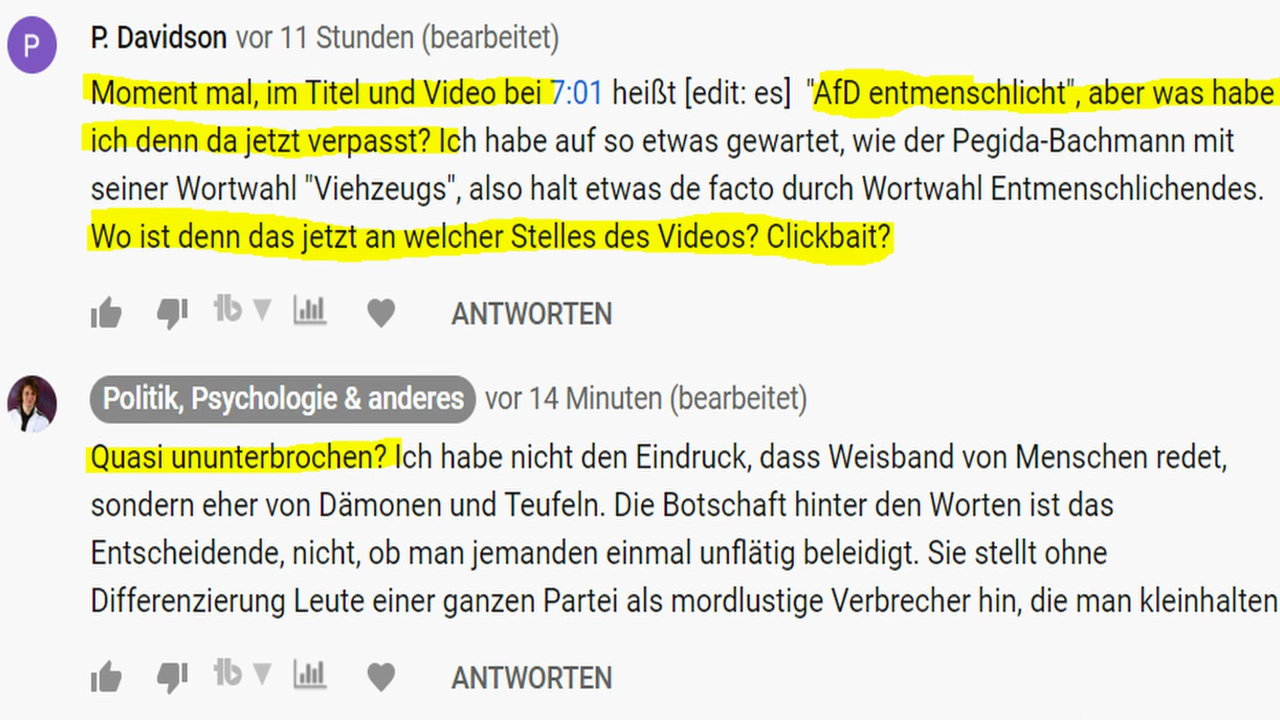 P
P. Davidson vor 11 Stunden (bearbeitet)
Moment mal, im Titel und Video bei 7:01 heißt [edit: es] "AfD entmenschlicht", aber was habe
ich denn da jetzt verpasst? Ich habe auf so etwas gewartet, wie der Pegida-Bachmann mit
seiner Wortwahl "Viehzeugs", also halt etwas de facto durch Wortwahl Entmenschlichendes.
Wo ist denn das jetzt an welcher Stelles des Videos? Clickbait?
tb ANTWORTEN
Politik, Psychologie & anderes vor 14 Minuten (bearbeitet)
Quasi ununterbrochen? Ich habe nicht den Eindruck, dass Weisband von Menschen redet,
sondern eher von Dämonen und Teufeln. Die Botschaft hinter den Worten ist das
Entscheidende, nicht, ob man jemanden einmal unflätig beleidigt. Sie stellt ohne
Differenzierung Leute einer ganzen Partei als mordlustige Verbrecher hin, die man kleinhalten
tb ANTWORTEN